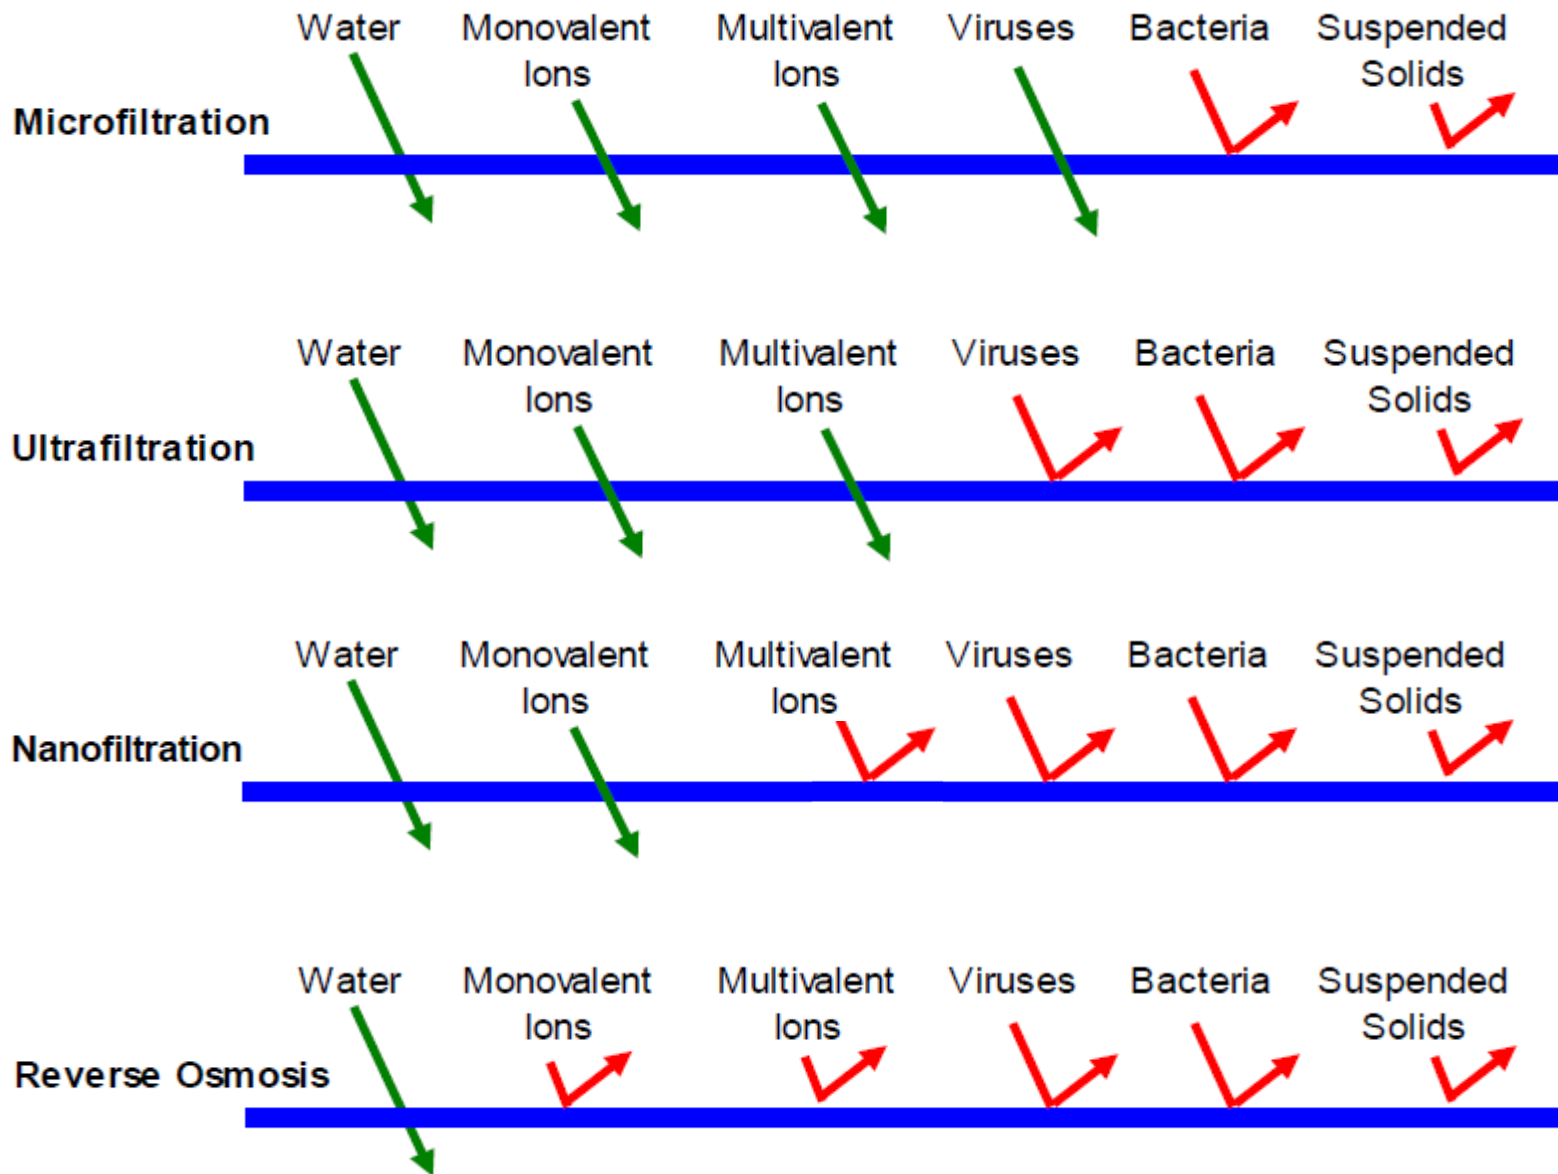 Water Monovalent Multivalent Viruses Bacteria Suspended
Ions Ions Solids
Microfiltration
Water Monovalent Multivalent Viruses Bacteria Suspended
Ions Ions Solids
Ultrafiltration
Water Monovalent Multivalent Viruses Bacteria Suspended
Ions Ions Solids
Nanofiltration
Water Monovalent Multivalent Viruses Bacteria Suspended
Ions Ions Solids
Reverse Osmosis